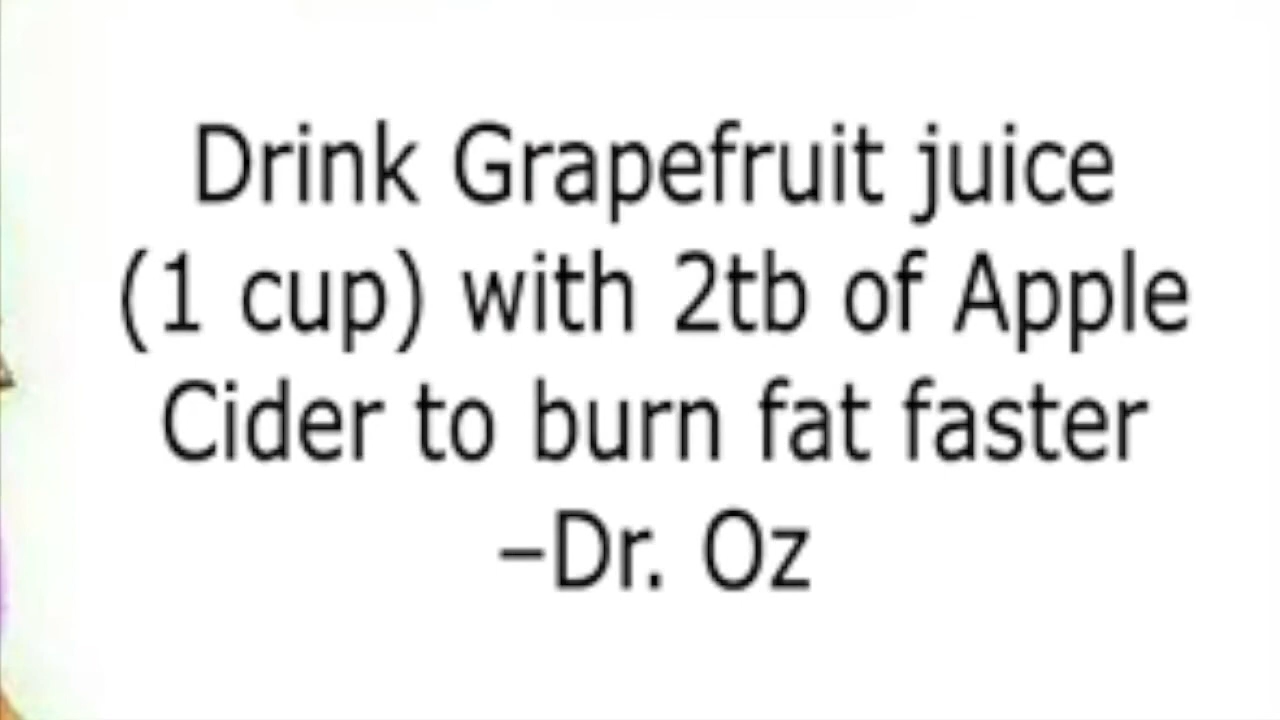 Drink Grapefruit juice
(1 cup) with 2tb of Apple
Cider to burn fat faster
–Dr. Oz